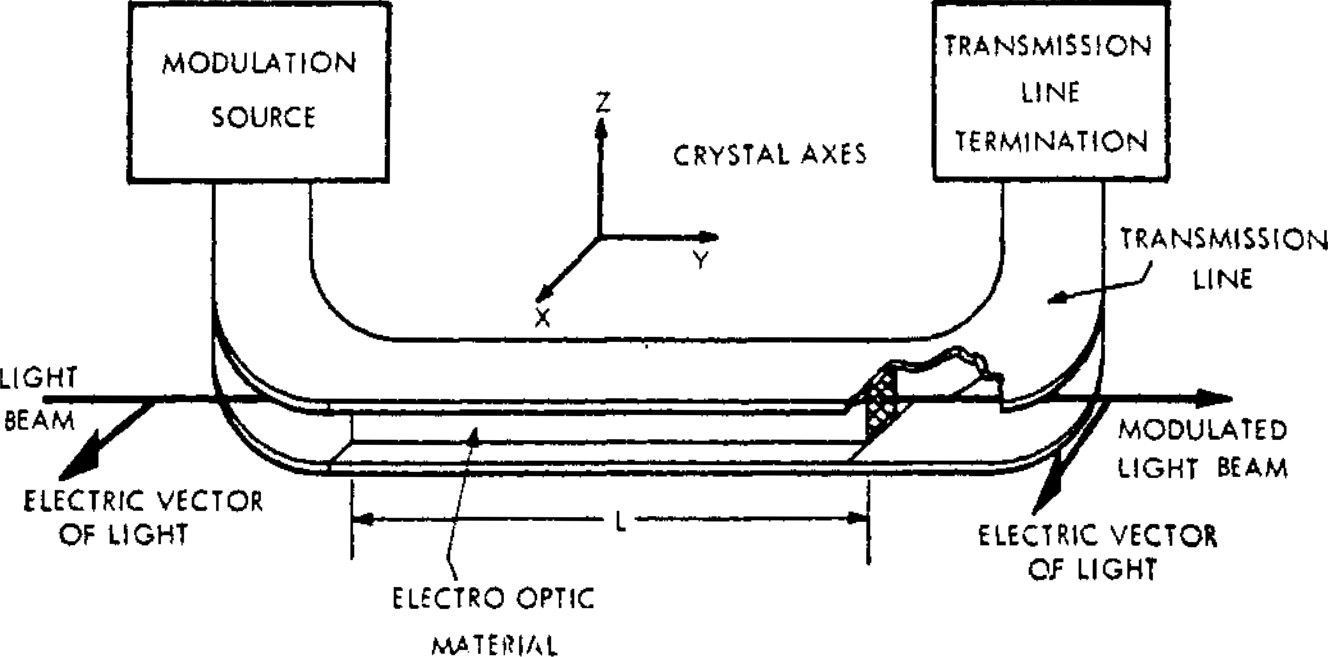 MODULATION
SOURCE
TRANSMISSION
LINE
TERMINATION
Z
CRYSTAL AXES
Y
X
TRANSMISSION
LINE
LIGHT
BEAM
MODULATED
LIGHT BEAM
ELECTRIC VECTOR
OF LIGHT
L
ELECTRIC VECTOR
OF LIGHT
ELECTRO OPTIC
MATERIAL